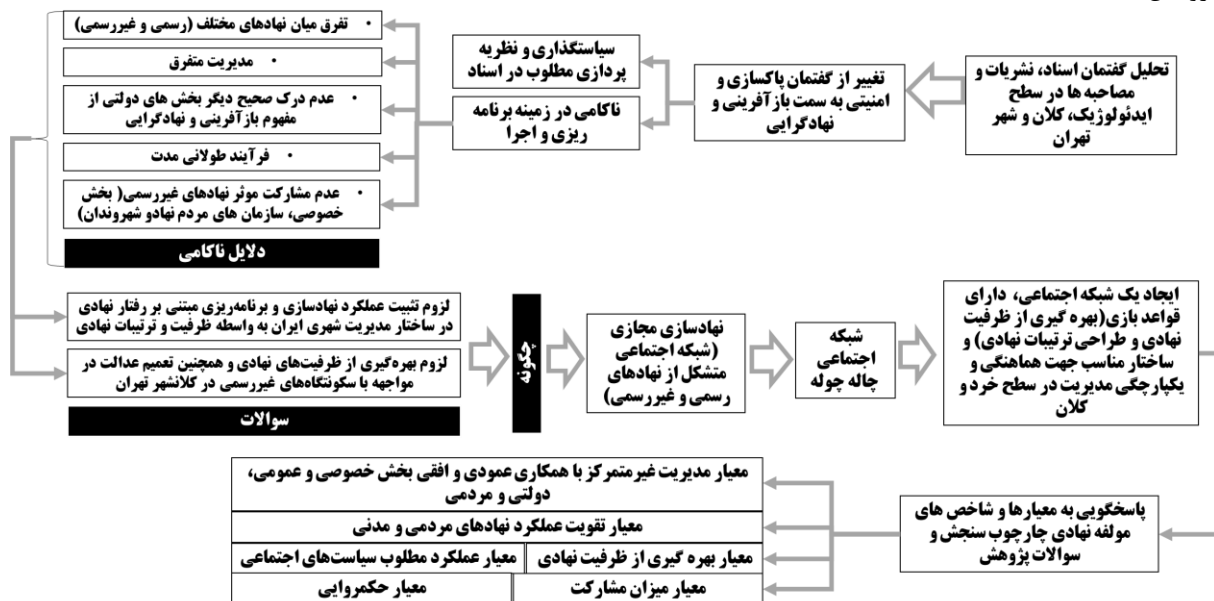 تحلیل گفتمان اسناد، نشریات و
مصاحبه ها در سطح
ایدئولوژیک، کلان و شهر
تهران
تغییر از گفتمان پاکسازی و
امنیتی به سمت بازآفرینی و
نهادگرایی
سیاستگذاری و نظریه
پردازی مطلوب در اسناد
ناکامی در زمینه برنامه
ریزی و اجرا
• تفرق میان نهادهای مختلف (رسمی و غیررسمی)
• مدیریت متفرق
• عدم درک صحیح دیگر بخش های دولتی از
مفهوم بازآفرینی و نهادگرایی
• فرآیند طولانی مدت
• عدم مشارکت موثر نهادهای غیررسمی( بخش
خصوصی، سازمان های مردم نهادو شهروندان)
دلایل ناکامی
لزوم تثبیت عملکرد نهادسازی و برنامه‌ریزی مبتنی بر رفتار نهادی
در ساختار مدیریت شهری ایران به واسطه ظرفیت و ترتیبات نهادی
لزوم بهره‌گیری از ظرفیت‌های نهادی و همچنین تعمیم عدالت در
مواجهه با سکونتگاه‌های غیررسمی در کلانشهر تهران
سوالات
چگونه
نهادسازی مجازی
(شبکه اجتماعی
متشکل از نهادهای
رسمی و غیررسمی)
شبکه
اجتماعی
چاله چوله
ایجاد یک شبکه اجتماعی، دارای
قواعد بازی(بهره گیری از ظرفیت
نهادی و طراحی ترتیبات نهادی) و
ساختار مناسب جهت هماهنگی و
یکپارچگی مدیریت در سطح خرد و
کلان
پاسخگویی به معیارها و شاخص های
مولفه نهادی چارچوب سنجش و
سوالات پژوهش
معیار مدیریت غیرمتمرکز با همکاری عمودی و افقی بخش خصوصی و عمومی،
دولتی و مردمی
معیار تقویت عملکرد نهادهای مردمی و مدنی
معیار بهره گیری از ظرفیت نهادی
معیار عملکرد مطلوب سیاست‌های اجتماعی
معیار میزان مشارکت
معیار حکمروایی